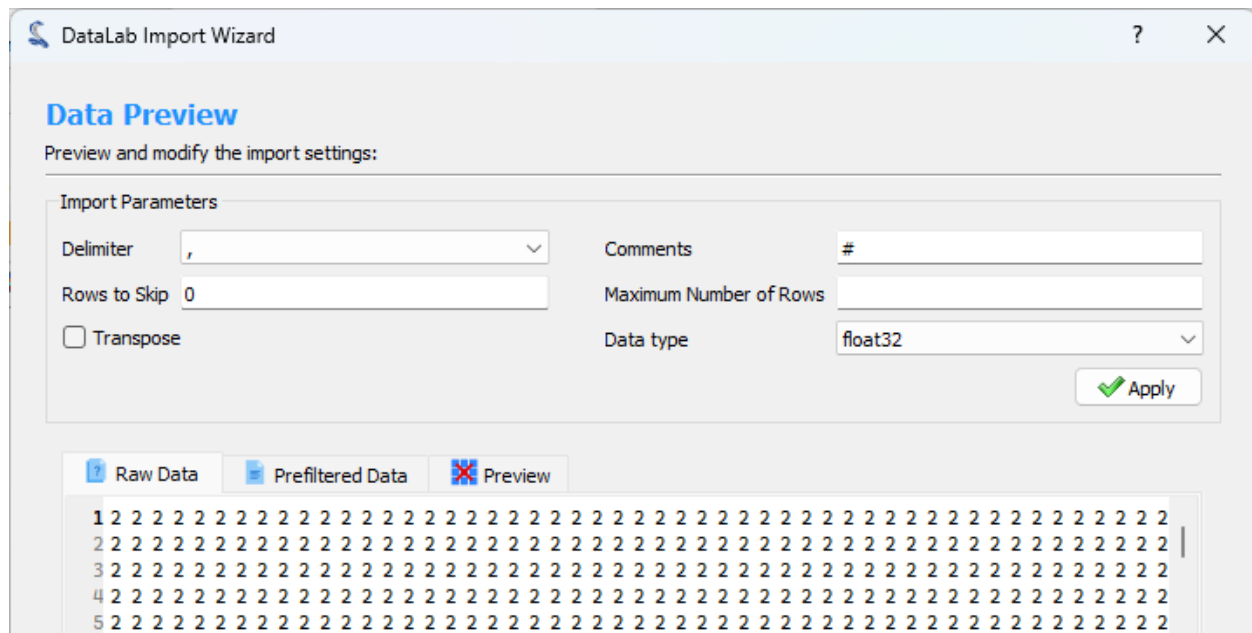 DataLab Import Wizard ? ×
Data Preview
Preview and modify the import settings:
Import Parameters
Delimiter , Comments #
Rows to Skip 0 Maximum Number of Rows
Transpose Data type float32
Apply
Raw Data Prefiltered Data Preview
1 2 2 2 2 2 2 2 2 2 2 2 2 2 2 2 2 2 2 2 2 2 2 2 2 2 2 2 2 2 2 2 2 2 2 2 2 2 2 2 2 2 2 2 2 2 2 2 2 2 2 2
2 2 2 2 2 2 2 2 2 2 2 2 2 2 2 2 2 2 2 2 2 2 2 2 2 2 2 2 2 2 2 2 2 2 2 2 2 2 2 2 2 2 2 2 2 2 2 2 2 2 2 2
3 2 2 2 2 2 2 2 2 2 2 2 2 2 2 2 2 2 2 2 2 2 2 2 2 2 2 2 2 2 2 2 2 2 2 2 2 2 2 2 2 2 2 2 2 2 2 2 2 2 2 2
4 2 2 2 2 2 2 2 2 2 2 2 2 2 2 2 2 2 2 2 2 2 2 2 2 2 2 2 2 2 2 2 2 2 2 2 2 2 2 2 2 2 2 2 2 2 2 2 2 2 2 2
5 2 2 2 2 2 2 2 2 2 2 2 2 2 2 2 2 2 2 2 2 2 2 2 2 2 2 2 2 2 2 2 2 2 2 2 2 2 2 2 2 2 2 2 2 2 2 2 2 2 2 2